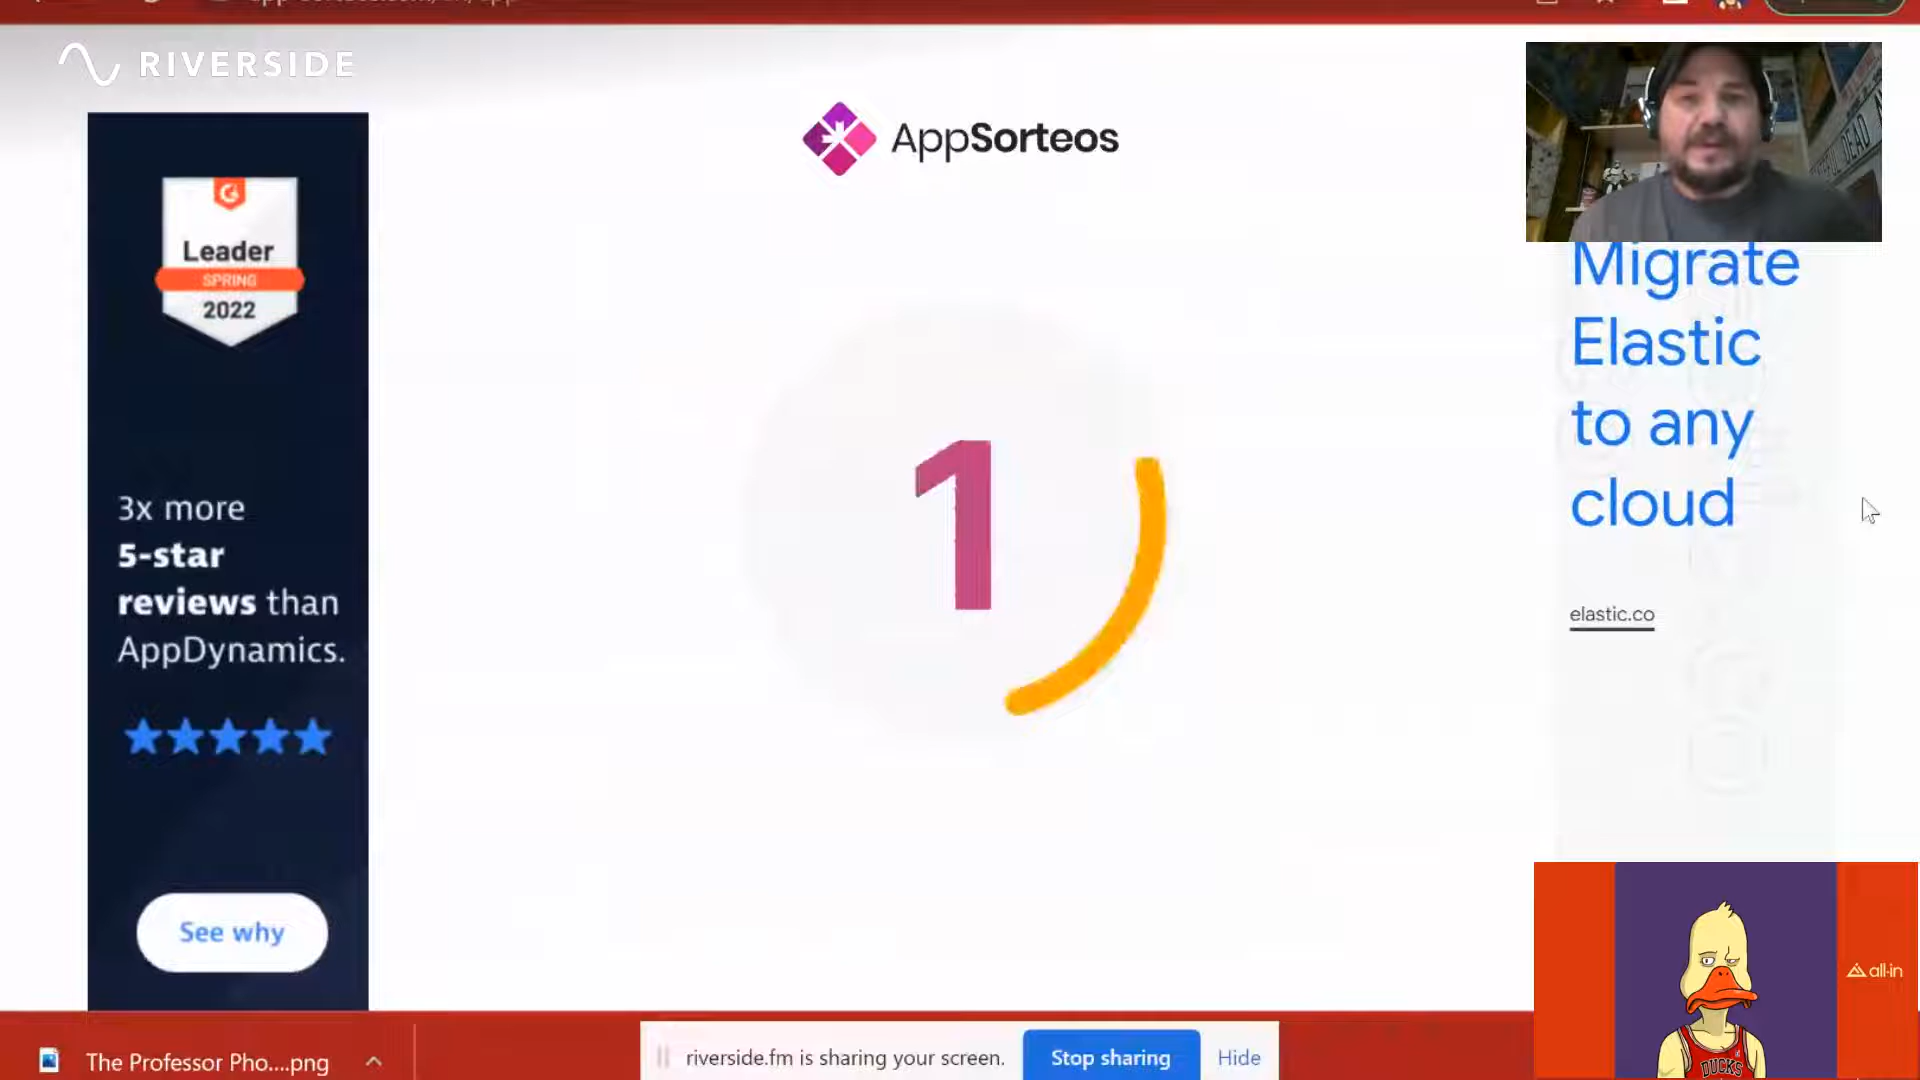 RIVERSIDE
AppSorteos
Leader
SPRING
2022
3x more
5-star
reviews than
AppDynamics.
See why
1
Migrate
Elastic
to any
cloud
elastic.co
DEAD
all-in
DUCKS
The Professor Pho....png
riverside.fm is sharing your screen.
Stop sharing
Hide